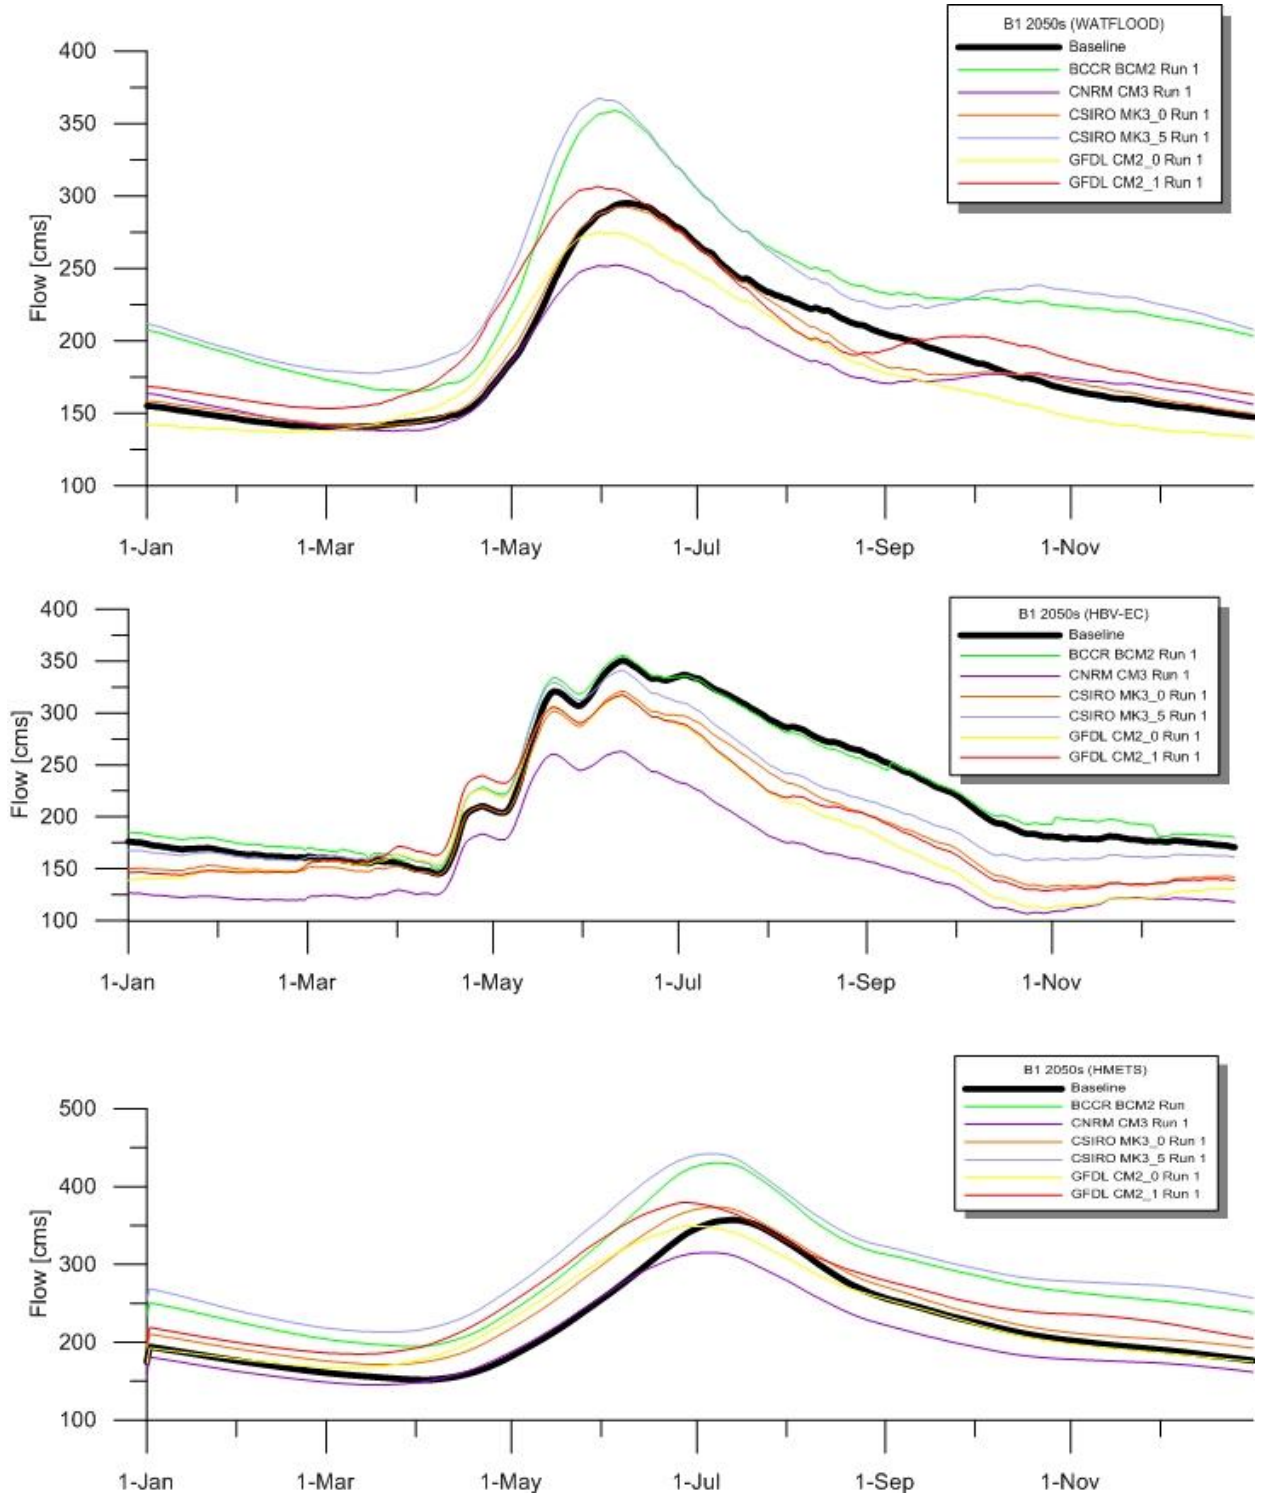 B1 2050s (WATFLOOD)
Baseline
BCCR BCM2 Run 1
CNRM CM3 Run 1
CSIRO MK3_0 Run 1
CSIRO MK3_5 Run 1
GFDL CM2_0 Run 1
GFDL CM2_1 Run 1
400
350
300
250
200
150
100
Flow [cms]
1-Jan 1-Mar 1-May 1-Jul 1-Sep 1-Nov
B1 2050s (HBV-EC)
Baseline
BCCR BCM2 Run 1
CNRM CM3 Run 1
CSIRO MK3_0 Run 1
CSIRO MK3_5 Run 1
GFDL CM2_0 Run 1
GFDL CM2_1 Run 1
400
350
300
250
200
150
100
Flow [cms]
1-Jan 1-Mar 1-May 1-Jul 1-Sep 1-Nov
B1 2050s (HMETS)
Baseline
BCCR BCM2 Run
CNRM CM3 Run 1
CSIRO MK3_0 Run 1
CSIRO MK3_5 Run 1
GFDL CM2_0 Run 1
GFDL CM2_1 Run 1
500
400
300
200
100
Flow [cms]
1-Jan 1-Mar 1-May 1-Jul 1-Sep 1-Nov